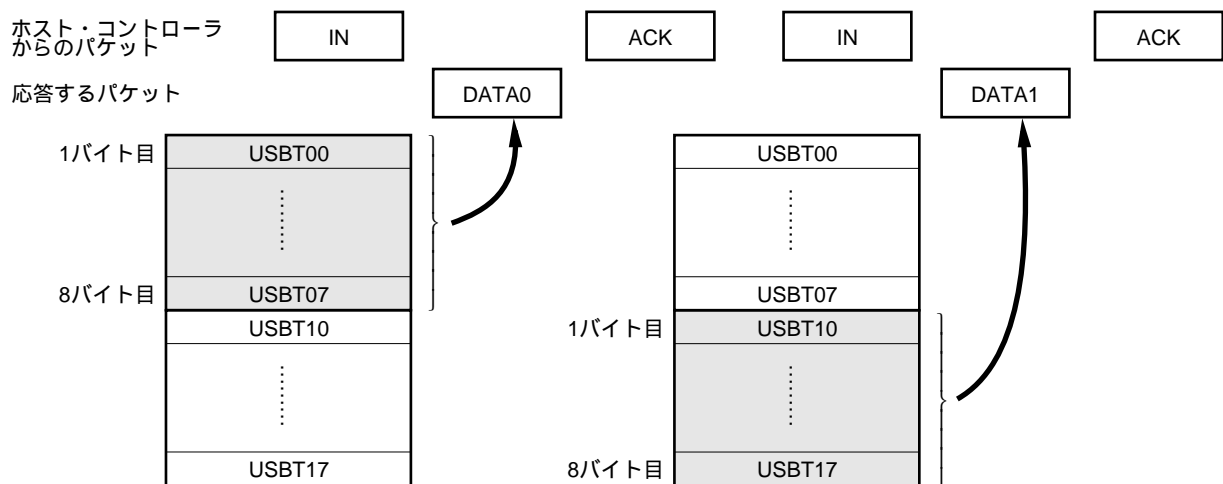 ホスト・コントローラ
からのパケット
IN
ACK
IN
ACK
応答するパケット
DATA0
DATA1
1バイト目
USBT00
8バイト目
USBT07
USBT10
USBT17
USBT00
USBT07
1バイト目
USBT10
8バイト目
USBT17